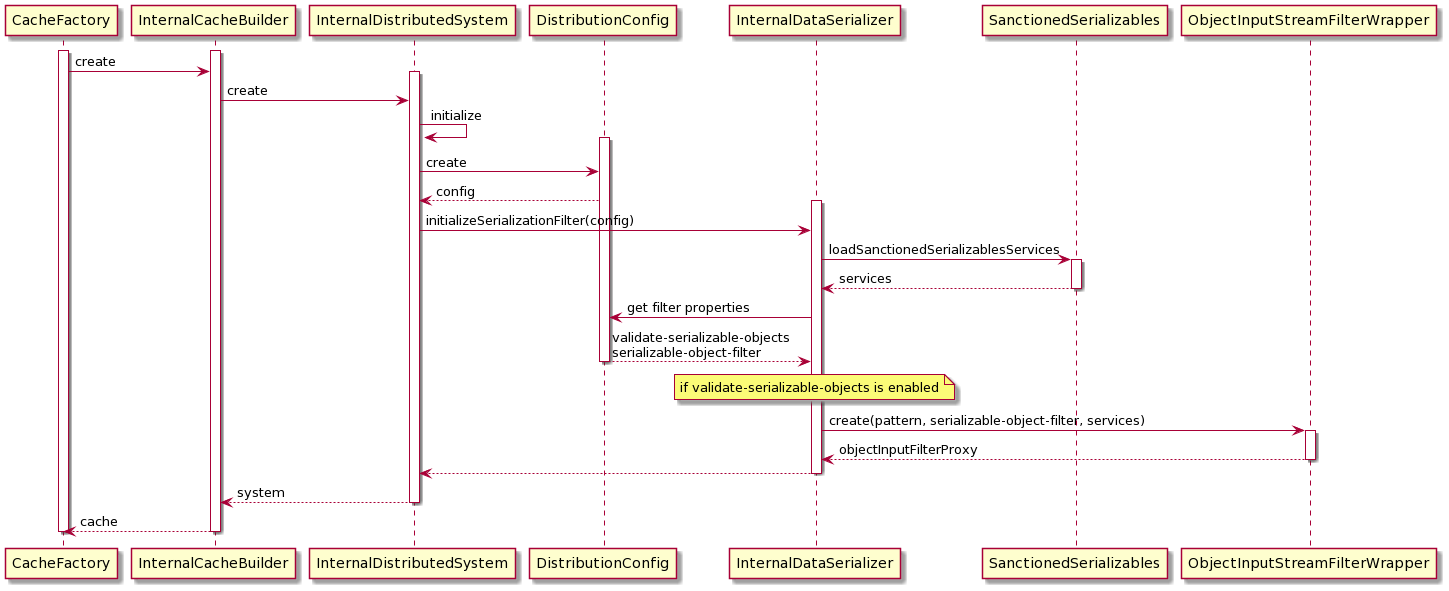 CacheFactory
InternalCacheBuilder
InternalDistributedSystem
DistributionConfig
InternalDataSerializer
SanctionedSerializables
ObjectInputStreamFilterWrapper
create
create
initialize
create
config
initializeSerializationFilter(config)
loadSanctionedSerializablesServices
services
get filter properties
validate-serializable-objects
serializable-object-filter
if validate-serializable-objects is enabled
create(pattern, serializable-object-filter, services)
objectInputFilterProxy
system
cache
CacheFactory
InternalCacheBuilder
InternalDistributedSystem
DistributionConfig
InternalDataSerializer
SanctionedSerializables
ObjectInputStreamFilterWrapper